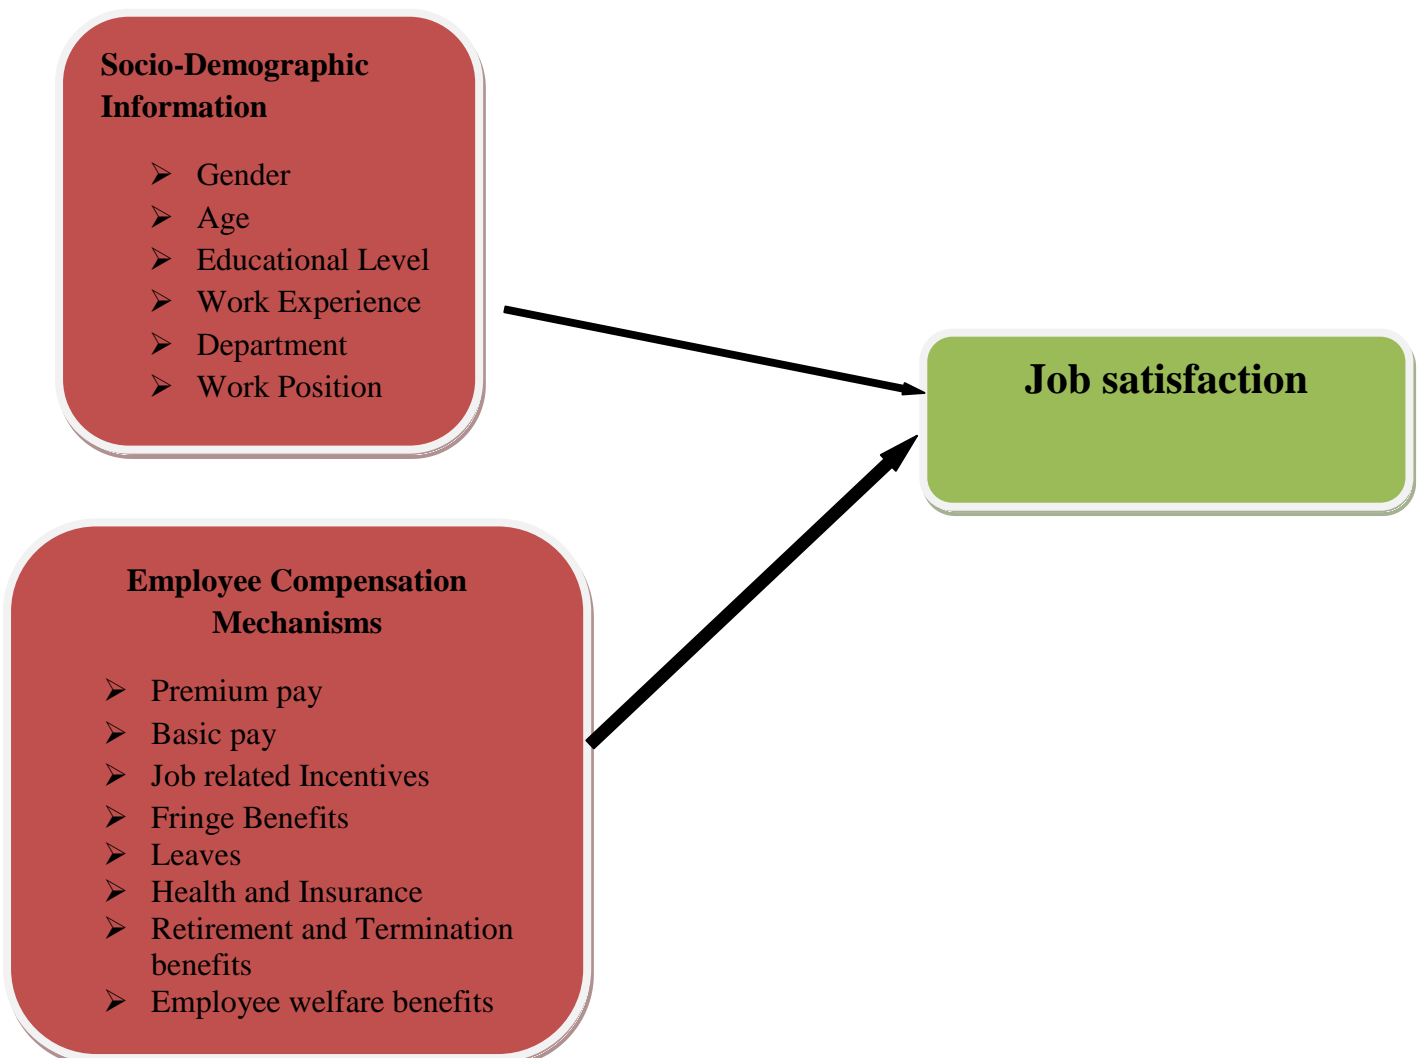 Socio-Demographic
Information
➢ Gender
➢ Age
➢ Educational Level
➢ Work Experience
➢ Department
➢ Work Position
Job satisfaction
Employee Compensation
Mechanisms
➢ Premium pay
➢ Basic pay
➢ Job related Incentives
➢ Fringe Benefits
➢ Leaves
➢ Health and Insurance
➢ Retirement and Termination
benefits
➢ Employee welfare benefits